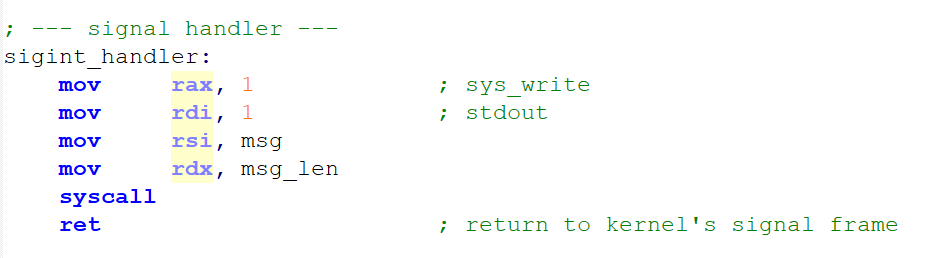 ; --- signal handler ---
sigint_handler:
    mov     rax, 1              ; sys_write
    mov     rdi, 1              ; stdout
    mov     rsi, msg
    mov     rdx, msg_len
    syscall
    ret                         ; return to kernel's signal frame